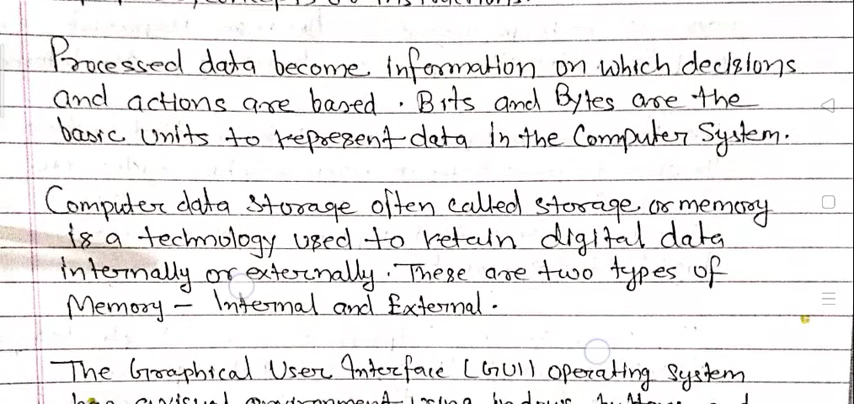 Processed data become information on which decisions
and actions are based. Bits and Bytes are the
basic units to represent data in the Computer System.
Computer data storage often called storage or memory
is a technology used to retain digital data
internally or externally. These are two types of
Memory - Internal and External.
The Graphical User Interface (GUI) operating system